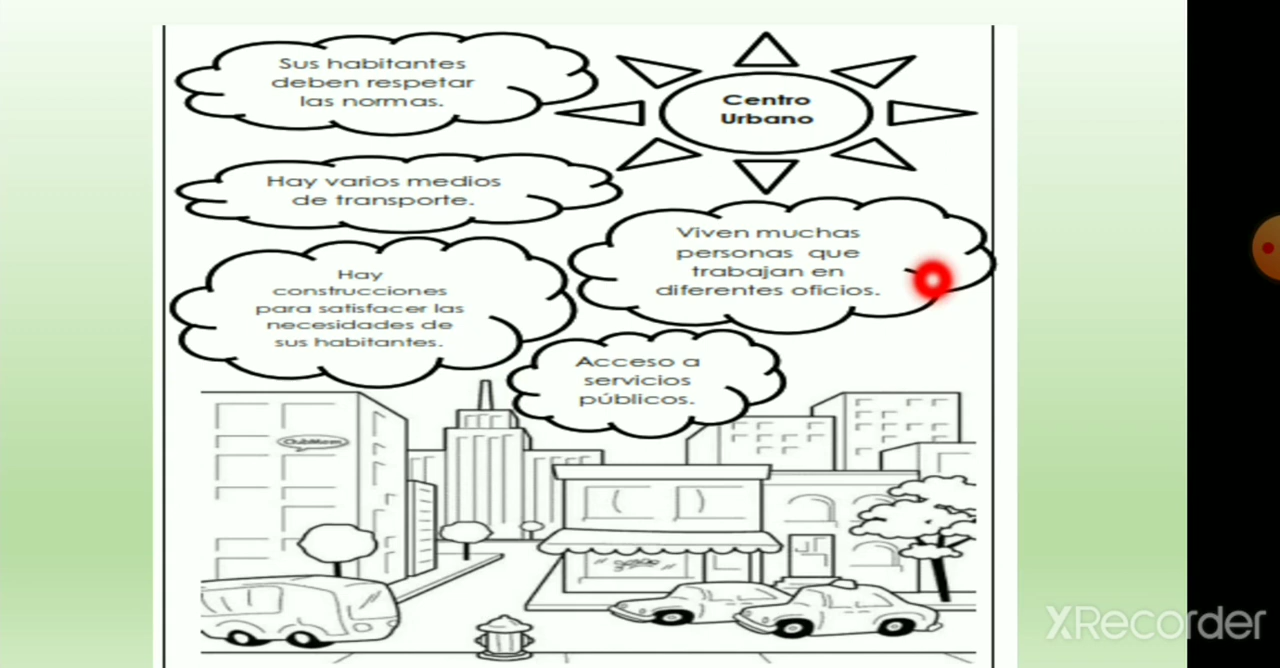 Sus habitantes
deben respetar
las normas.
Centro
Urbano
Hay varios medios
de transporte.
Viven muchas
personas que
trabajan en
diferentes oficios.
Hay
construcciones
para satisfacer las
necesidades de
sus habitantes.
Acceso a
servicios
públicos.
ClubMom
XRecorder